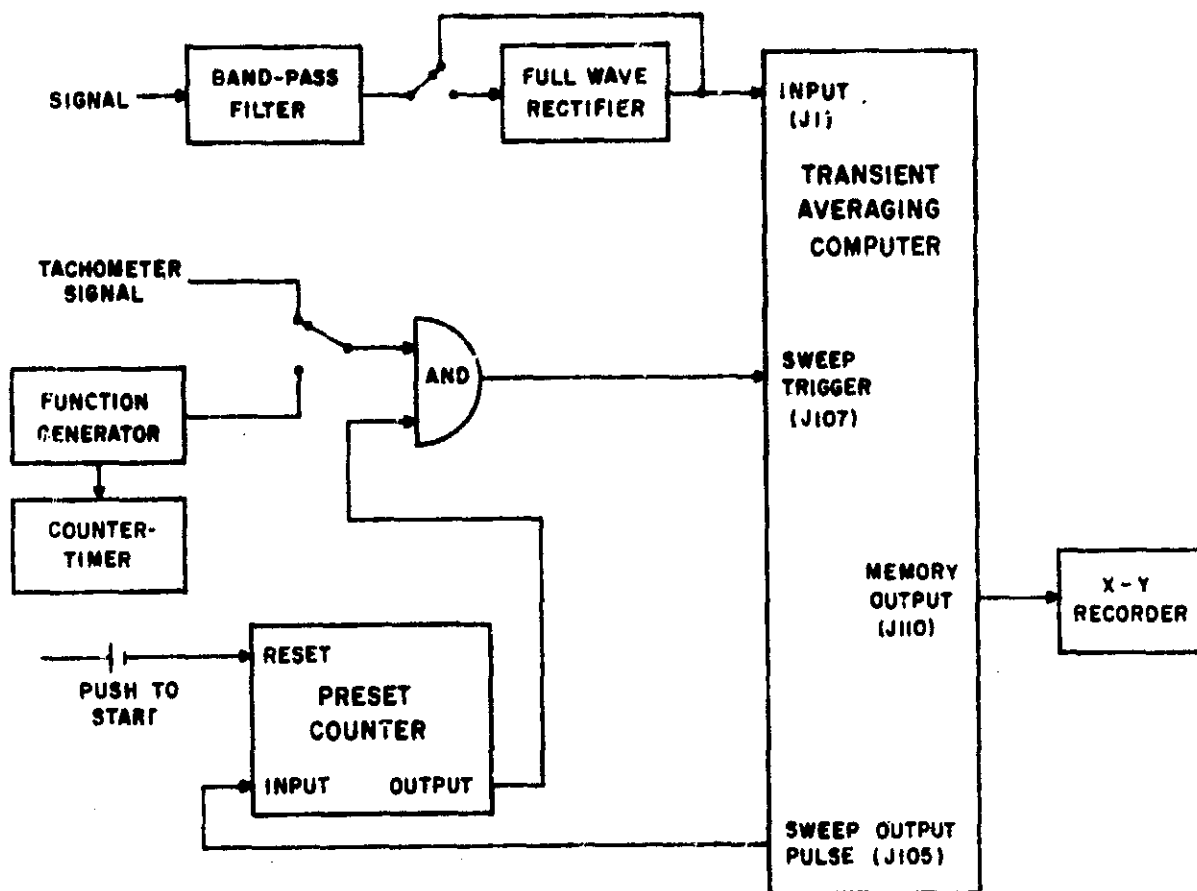 SIGNAL
BAND-PASS
FILTER
FULL WAVE
RECTIFIER
INPUT
(J1)
TRANSIENT
AVERAGING
COMPUTER
TACHOMETER
SIGNAL
AND
SWEEP
TRIGGER
(J107)
FUNCTION
GENERATOR
COUNTER-
TIMER
MEMORY
OUTPUT
(J110)
X-Y
RECORDER
RESET
PUSH TO
START
PRESET
COUNTER
INPUT OUTPUT
SWEEP OUTPUT
PULSE (J105)